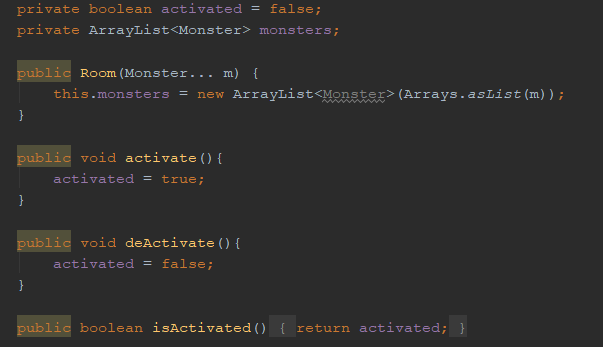 private boolean activated = false;
private ArrayList<Monster> monsters;
public Room(Monster... m) {
this.monsters = new ArrayList<Monster>(Arrays.asList(m));
}
public void activate(){
activated = true;
}
public void deActivate(){
activated = false;
}
public boolean isActivated() { return activated; }